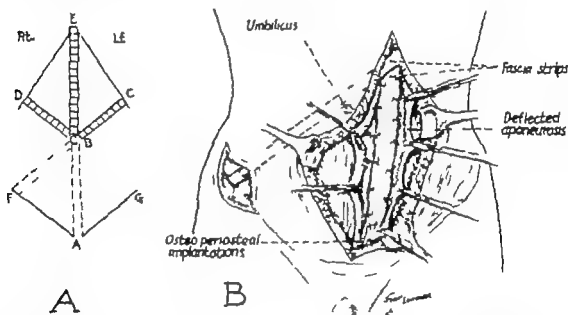 E
Rt.
Lt
D
C
B
F
G
A
A
Umbilicus
Fascia strips
Deflected
aponeurosis
Osteo periosteal
implantations
B